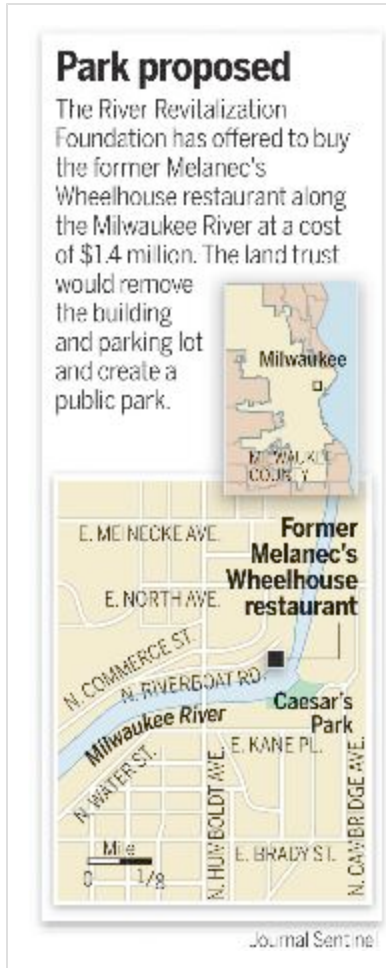 Park proposed
The River Revitalization
Foundation has offered to buy
the former Melanec's
Wheelhouse restaurant along
the Milwaukee River at a cost
of $1.4 million. The land trust
would remove
the building
and parking lot
and create a
public park.
Milwaukee
MILWAUKEE
COUNTY
E. MEINECKE AVE.
Former
Melanec's
Wheelhouse
restaurant
E. NORTH AVE.
N. COMMERCE ST.
N. RIVERBOAT RD.
Milwaukee River
Caesar's
Park
N. WATER ST.
E. KANE PL.
N. HUMBOLDT AVE.
N. CAMBRIDGE AVE.
E. BRADY ST.
Mile
0 1/8
Journal Sentinel